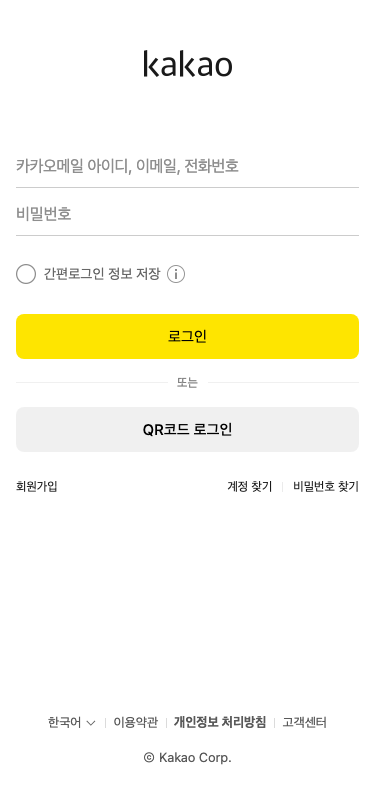 kakao
카카오메일 아이디, 이메일, 전화번호
비밀번호
간편로그인 정보 저장
로그인
또는
QR코드 로그인
회원가입 계정 찾기 비밀번호 찾기
한국어 이용약관 개인정보 처리방침 고객센터
© Kakao Corp.